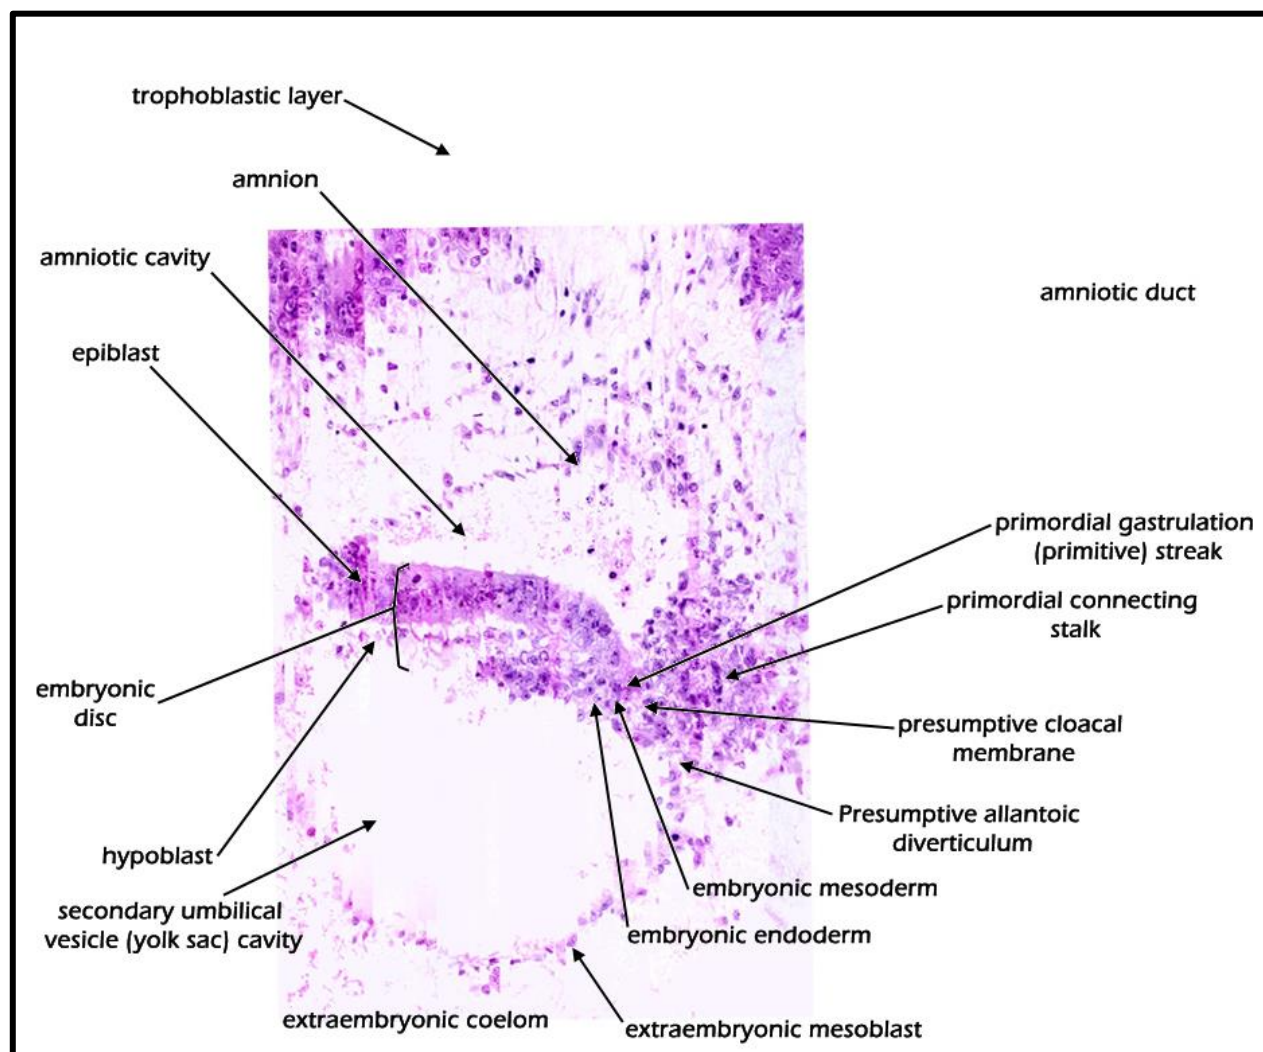 trophoblastic layer
amnion
amniotic cavity
amniotic duct
epiblast
primordial gastrulation
(primitive) streak
primordial connecting
stalk
embryonic
disc
presumptive cloacal
membrane
Presumptive allantoic
diverticulum
hypoblast
embryonic mesoderm
secondary umbilical
vesicle (yolk sac) cavity
embryonic endoderm
extraembryonic coelom
extraembryonic mesoblast